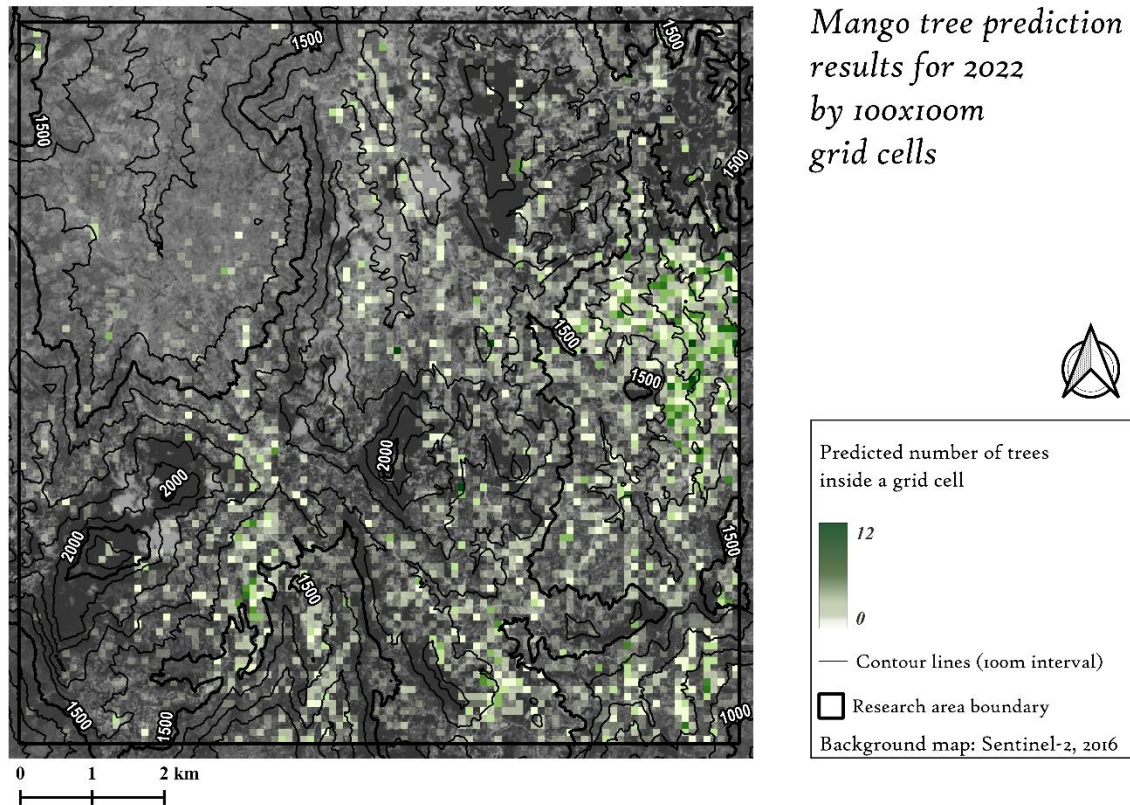 Mango tree prediction
results for 2022
by 100x100m
grid cells
1500
1500
1500
1500
1500
1500
2000
2000
2000
1500
1500
1500
1500
1000
Predicted number of trees
inside a grid cell
12
0
Contour lines (100m interval)
Research area boundary
Background map: Sentinel-2, 2016
0 1 2 km